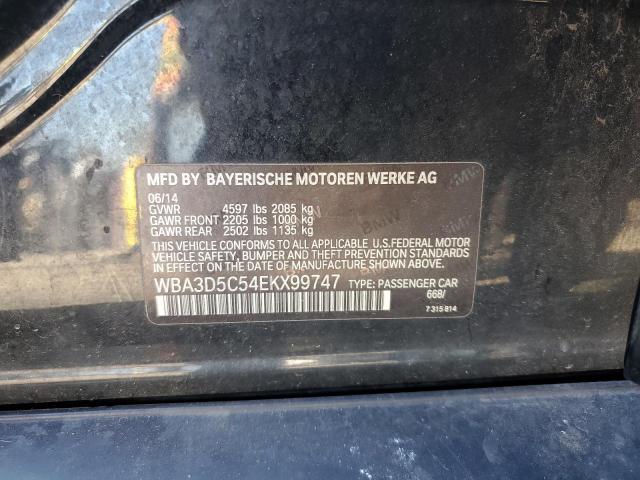 MFD BY BAYERISCHE MOTOREN WERKE AG
06/14
GVWR 4597 lbs 2085 kg
GAWR FRONT 2205 lbs 1000 kg
GAWR REAR 2502 lbs 1135 kg
THIS VEHICLE CONFORMS TO ALL APPLICABLE U.S.FEDERAL MOTOR
VEHICLE SAFETY, BUMPER AND THEFT PREVENTION STANDARDS
IN EFFECT ON THE DATE OF MANUFACTURE SHOWN ABOVE.
WBA3D5C54EKX99747 TYPE: PASSENGER CAR
668/
7 315 814